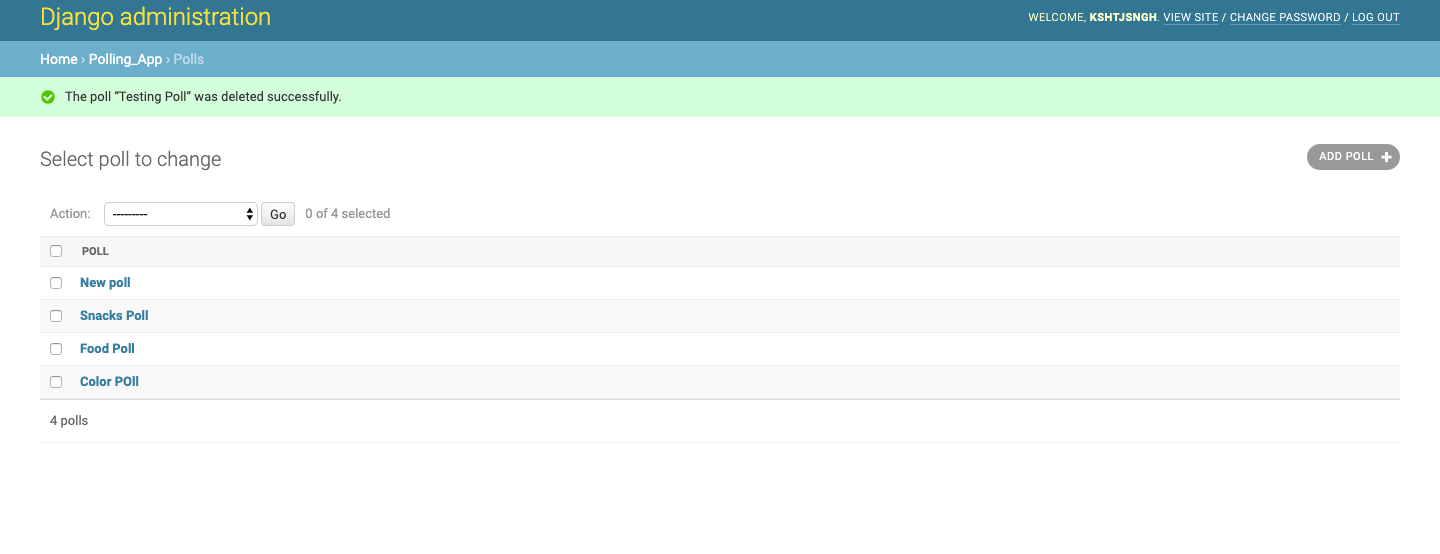 Django administration
WELCOME, KSHTJSNGH. VIEW SITE / CHANGE PASSWORD / LOG OUT
Home › Polling_App › Polls
The poll “Testing Poll” was deleted successfully.
Select poll to change
ADD POLL +
Action: --------- Go 0 of 4 selected
POLL
New poll
Snacks Poll
Food Poll
Color POll
4 polls